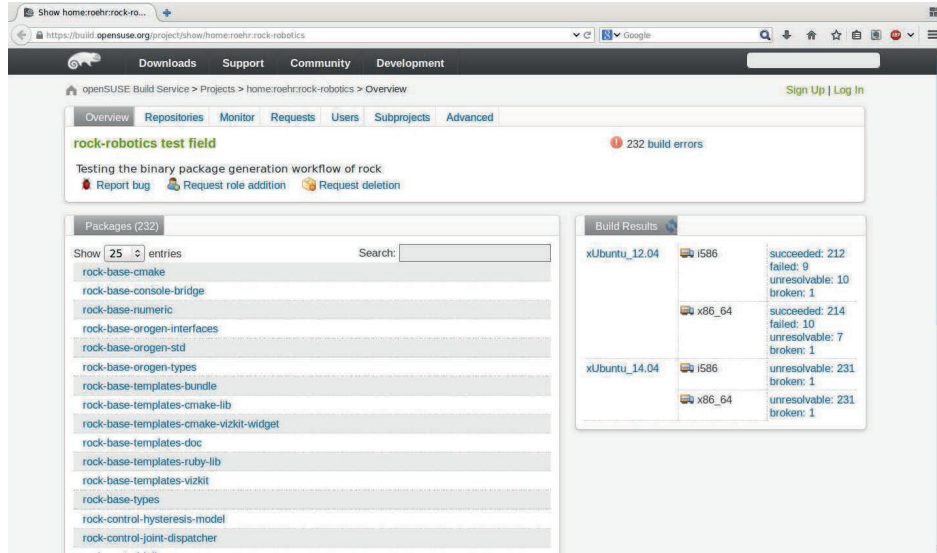 Show home:roehr:rock-ro...
https://build.opensuse.org/project/show/home:roehr:rock-robotics
Google
Downloads Support Community Development
openSUSE Build Service > Projects > home:roehr:rock-robotics > Overview
Sign Up | Log In
Overview Repositories Monitor Requests Users Subprojects Advanced
rock-robotics test field
232 build errors
Testing the binary package generation workflow of rock
Report bug Request role addition Request deletion
Packages (232)
Show 25 entries Search:
rock-base-cmake
rock-base-console-bridge
rock-base-numeric
rock-base-orogen-interfaces
rock-base-orogen-std
rock-base-orogen-types
rock-base-templates-bundle
rock-base-templates-cmake-lib
rock-base-templates-cmake-vizkit-widget
rock-base-templates-doc
rock-base-templates-ruby-lib
rock-base-templates-vizkit
rock-base-types
rock-control-hysteresis-model
rock-control-joint-dispatcher
Build Results
xUbuntu_12.04 i586 succeeded: 212
failed: 9
unresolvable: 10
broken: 1
x86_64 succeeded: 214
failed: 10
unresolvable: 7
broken: 1
xUbuntu_14.04 i586 unresolvable: 231
broken: 1
x86_64 unresolvable: 231
broken: 1